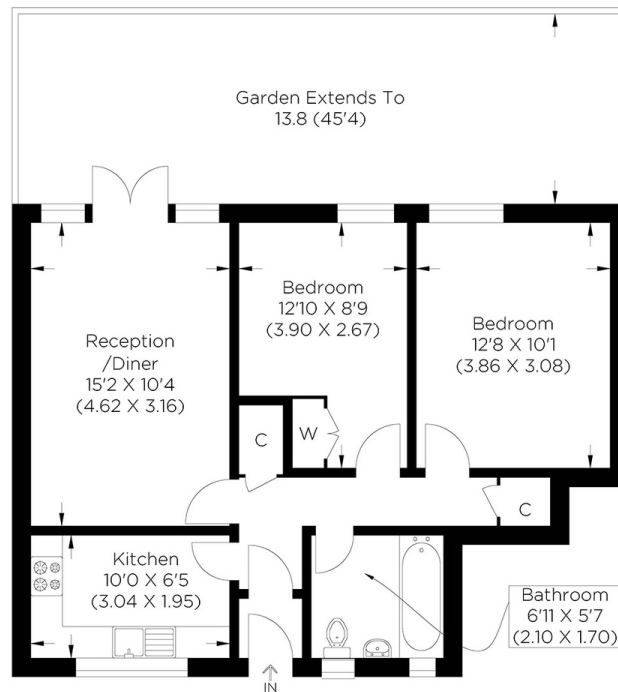 Garden Extends To
13.8 (45'4)
Bedroom
12'10 X 8'9
(3.90 X 2.67)
Bedroom
12'8 X 10'1
(3.86 X 3.08)
Reception
/Diner
15'2 X 10'4
(4.62 X 3.16)
C
W
C
Kitchen
10'0 X 6'5
(3.04 X 1.95)
Bathroom
6'11 X 5'7
(2.10 X 1.70)
IN